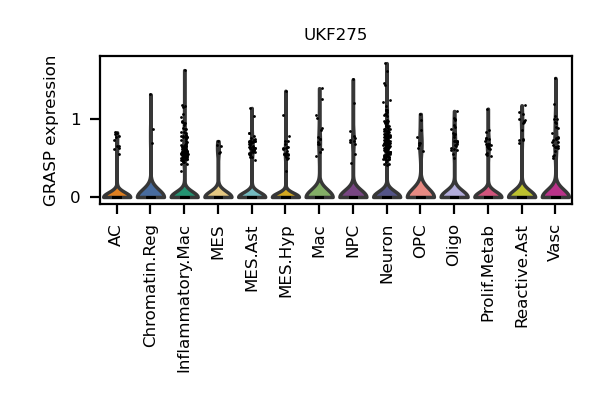 UKF275
GRASP expression
1
0
AC
Chromatin.Reg
Inflammatory.Mac
MES
MES.Ast
MES.Hyp
Mac
NPC
Neuron
OPC
Oligo
Prolif.Metab
Reactive.Ast
Vasc